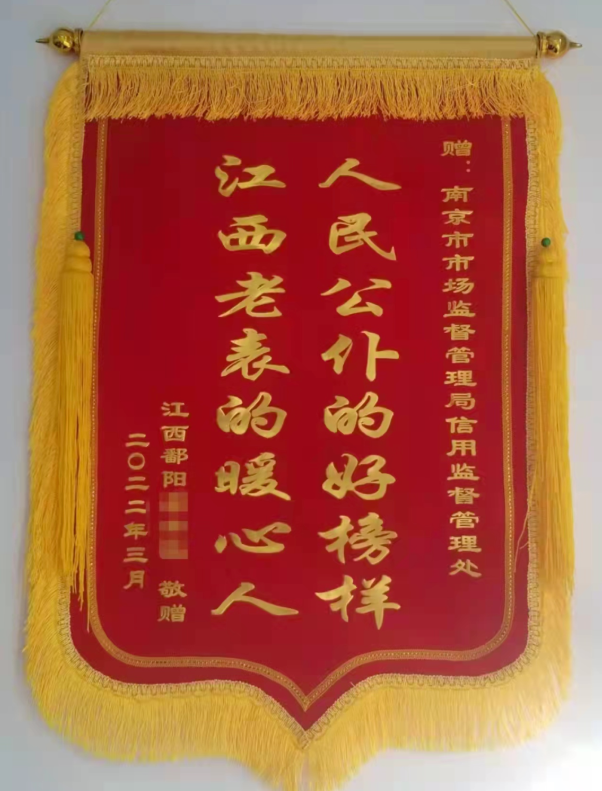 赠：南京市市场监督管理局信用监督管理处
人民公仆的好榜样
江西老表的暖心人
江西鄱阳 敬赠
二〇二二年三月